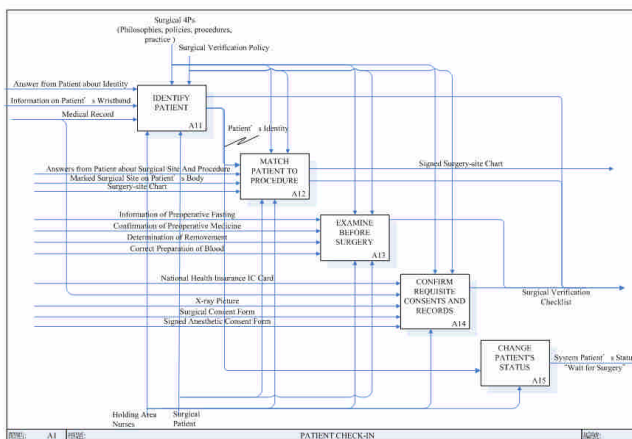 Surgical 4Ps
(Philosophies, policies, procedures,
practice )
Surgical Verification Policy
Answer from Patient about Identity
Information on Patient's Wristband
Medical Record
IDENTIFY
PATIENT
A11
Patient's Identity
Answers from Patient about Surgical Site And Procedure
Marked Surgical Site on Patient's Body
Surgery-site Chart
MATCH
PATIENT TO
PROCEDURE
A12
Signed Surgery-site Chart
Information of Preoperative Fasting
Confirmation of Preoperative Medicine
Determination of Removement
Correct Preparation of Blood
EXAMINE
BEFORE
SURGERY
A13
National Health Insurance IC Card
X-ray Picture
Surgical Consent Form
Signed Anesthetic Consent Form
CONFIRM
REQUISITE
CONSENTS AND
RECORDS
A14
Surgical Verification
Checklist
CHANGE
PATIENT'S
STATUS
A15
System Patient's Status
"Wait for Surgery"
Holding Area
Nurses
Surgical
Patient
A1
PATIENT CHECK-IN